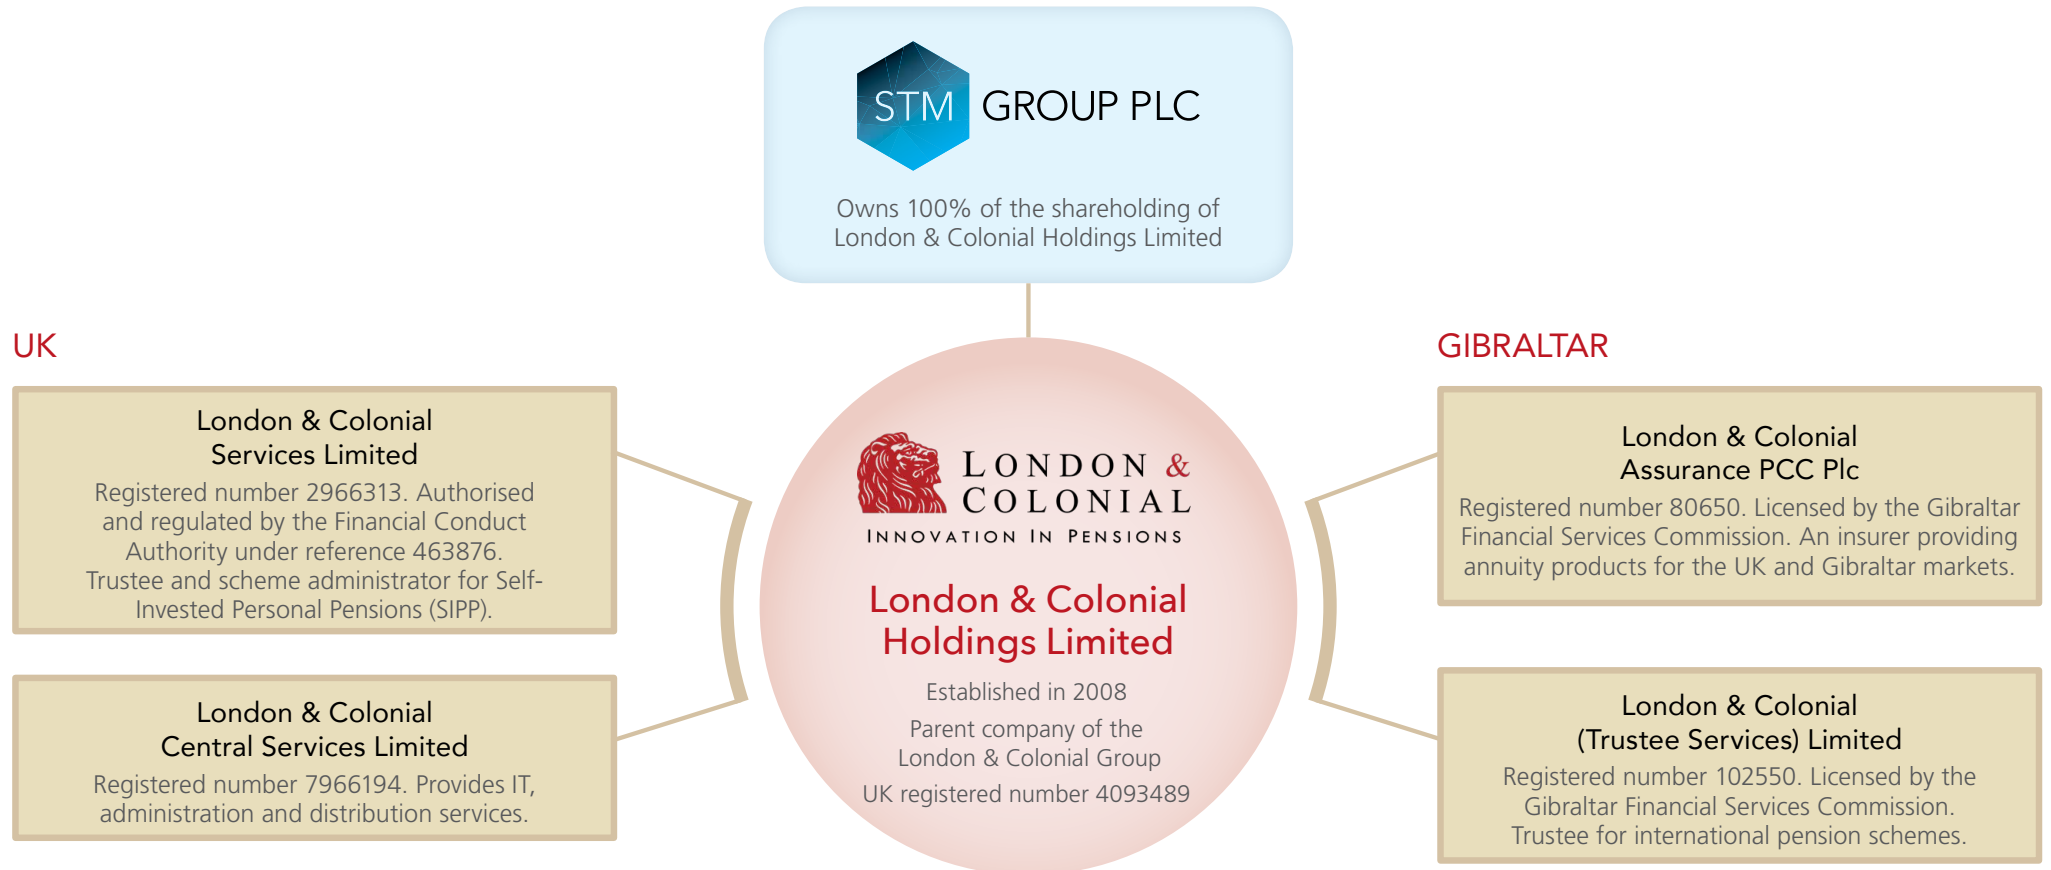 STM GROUP PLC
Owns 100% of the shareholding of
London & Colonial Holdings Limited
UK
London & Colonial
Services Limited
Registered number 2966313. Authorised
and regulated by the Financial Conduct
Authority under reference 463876.
Trustee and scheme administrator for Self-
Invested Personal Pensions (SIPP).
London & Colonial
Central Services Limited
Registered number 7966194. Provides IT,
administration and distribution services.
LONDON &
COLONIAL
INNOVATION IN PENSIONS
London & Colonial
Holdings Limited
Established in 2008
Parent company of the
London & Colonial Group
UK registered number 4093489
GIBRALTAR
London & Colonial
Assurance PCC Plc
Registered number 80650. Licensed by the Gibraltar
Financial Services Commission. An insurer providing
annuity products for the UK and Gibraltar markets.
London & Colonial
(Trustee Services) Limited
Registered number 102550. Licensed by the
Gibraltar Financial Services Commission.
Trustee for international pension schemes.